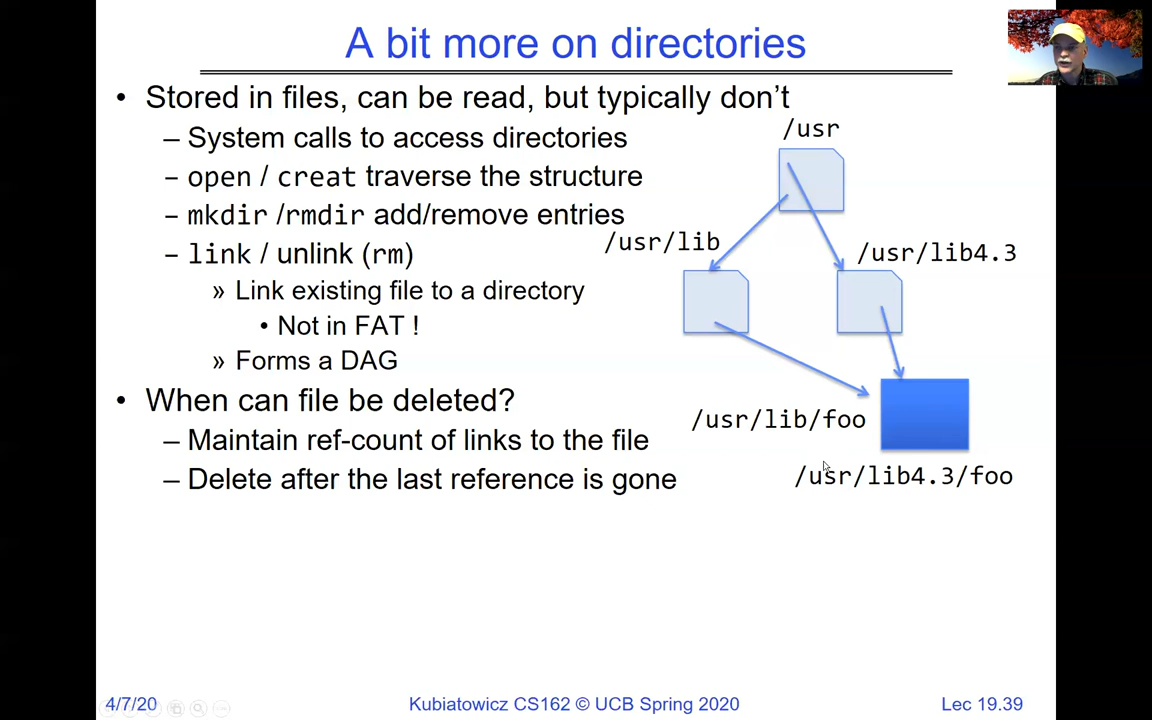 A bit more on directories
• Stored in files, can be read, but typically don’t
– System calls to access directories
– open / creat traverse the structure
– mkdir /rmdir add/remove entries
– link / unlink (rm)
» Link existing file to a directory
• Not in FAT !
» Forms a DAG
• When can file be deleted?
– Maintain ref-count of links to the file
– Delete after the last reference is gone
/usr
/usr/lib
/usr/lib4.3
/usr/lib/foo
/usr/lib4.3/foo
4/7/20
Kubiatowicz CS162 © UCB Spring 2020
Lec 19.39